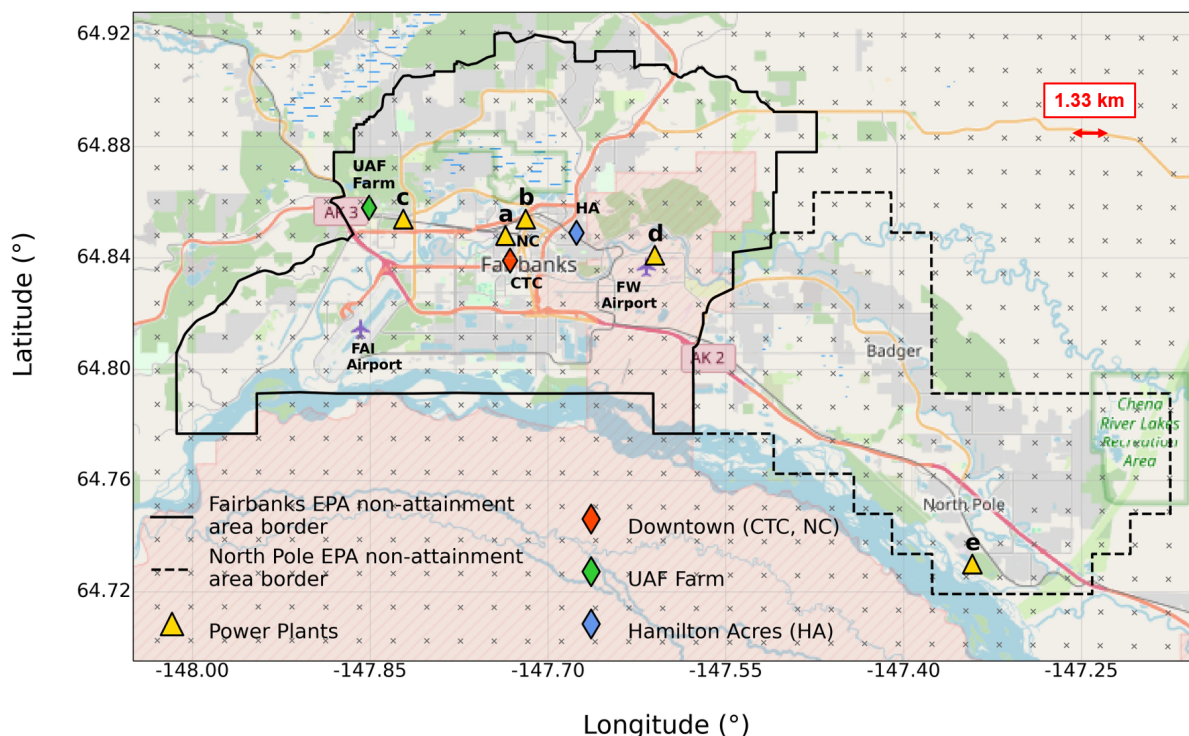 64.92
64.88
64.84
64.80
64.76
64.72
Latitude (°)
1.33 km
UAF
Farm
c
b
a
HA
AK 3
NC
d
Fairbanks
CTC
FW
Airport
FAI
Airport
AK 2
Badger
Chena
River Lakes
Recreation
Area
North Pole
e
Fairbanks EPA non-attainment
area border
North Pole EPA non-attainment
area border
Power Plants
Downtown (CTC, NC)
UAF Farm
Hamilton Acres (HA)
-148.00
-147.85
-147.70
-147.55
-147.40
-147.25
Longitude (°)